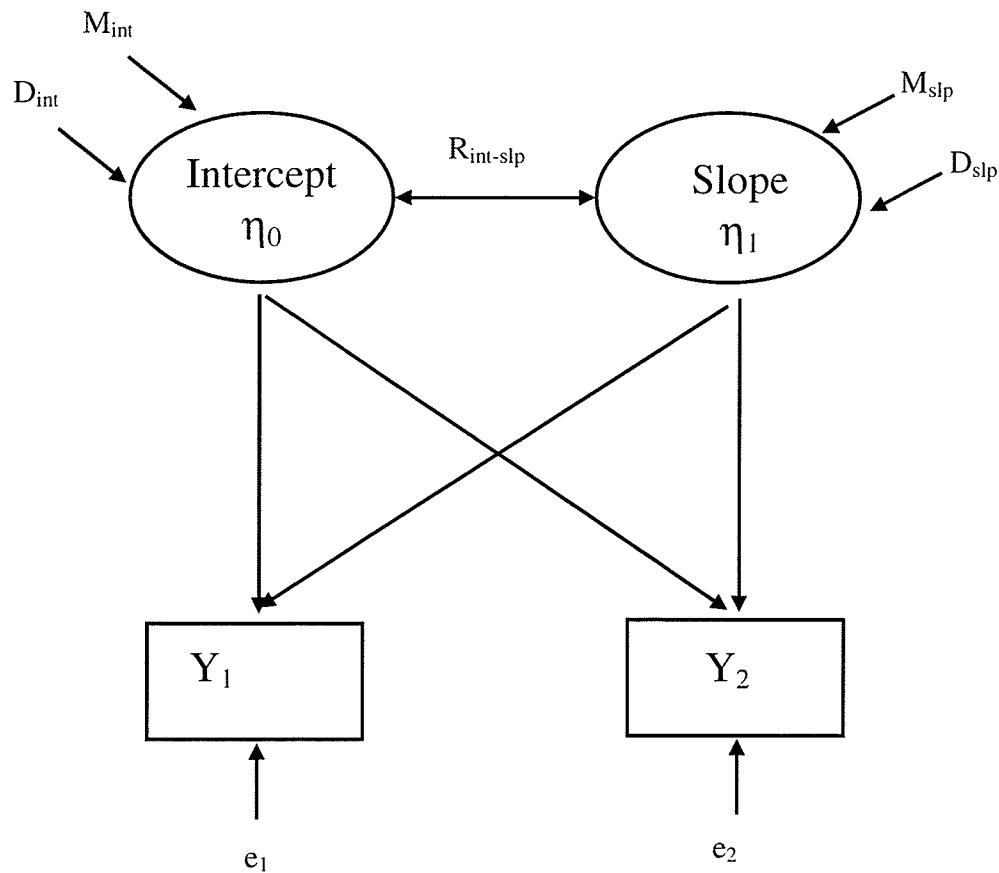 M_int
D_int
M_slp
D_slp
R_int-slp
Intercept
η₀
Slope
η₁
Y₁
Y₂
e₁
e₂